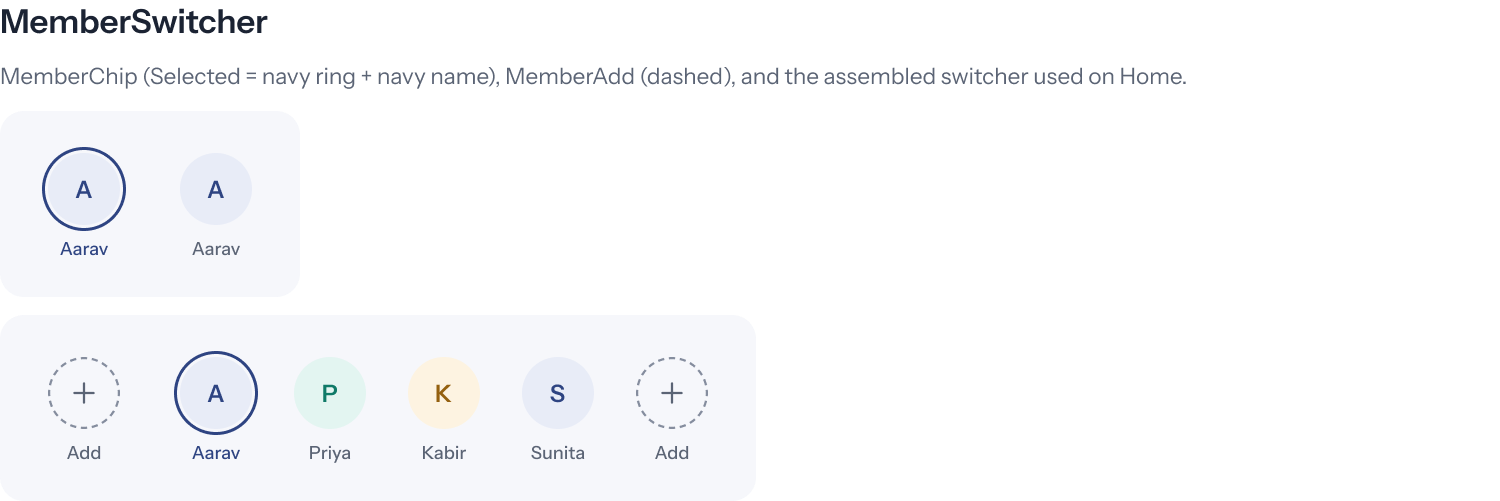 MemberSwitcher
MemberChip (Selected = navy ring + navy name), MemberAdd (dashed), and the assembled switcher used on Home.
A A
Aarav Aarav
A P K S
Add Aarav Priya Kabir Sunita Add